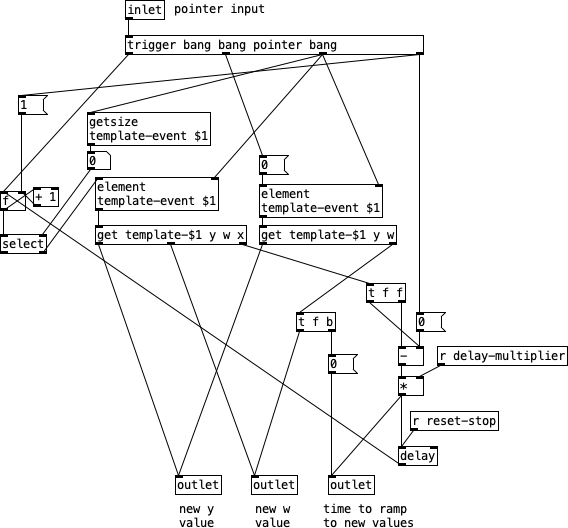 inlet pointer input
trigger bang bang pointer bang
1
getsize
template-event $1
0
0
f
+ 1
element
template-event $1
element
template-event $1
select
get template-$1 y w x
get template-$1 y w
t f f
t f b
0
0
-
r delay-multiplier
*
r reset-stop
delay
outlet
outlet
outlet
new y
value
new w
value
time to ramp
to new values